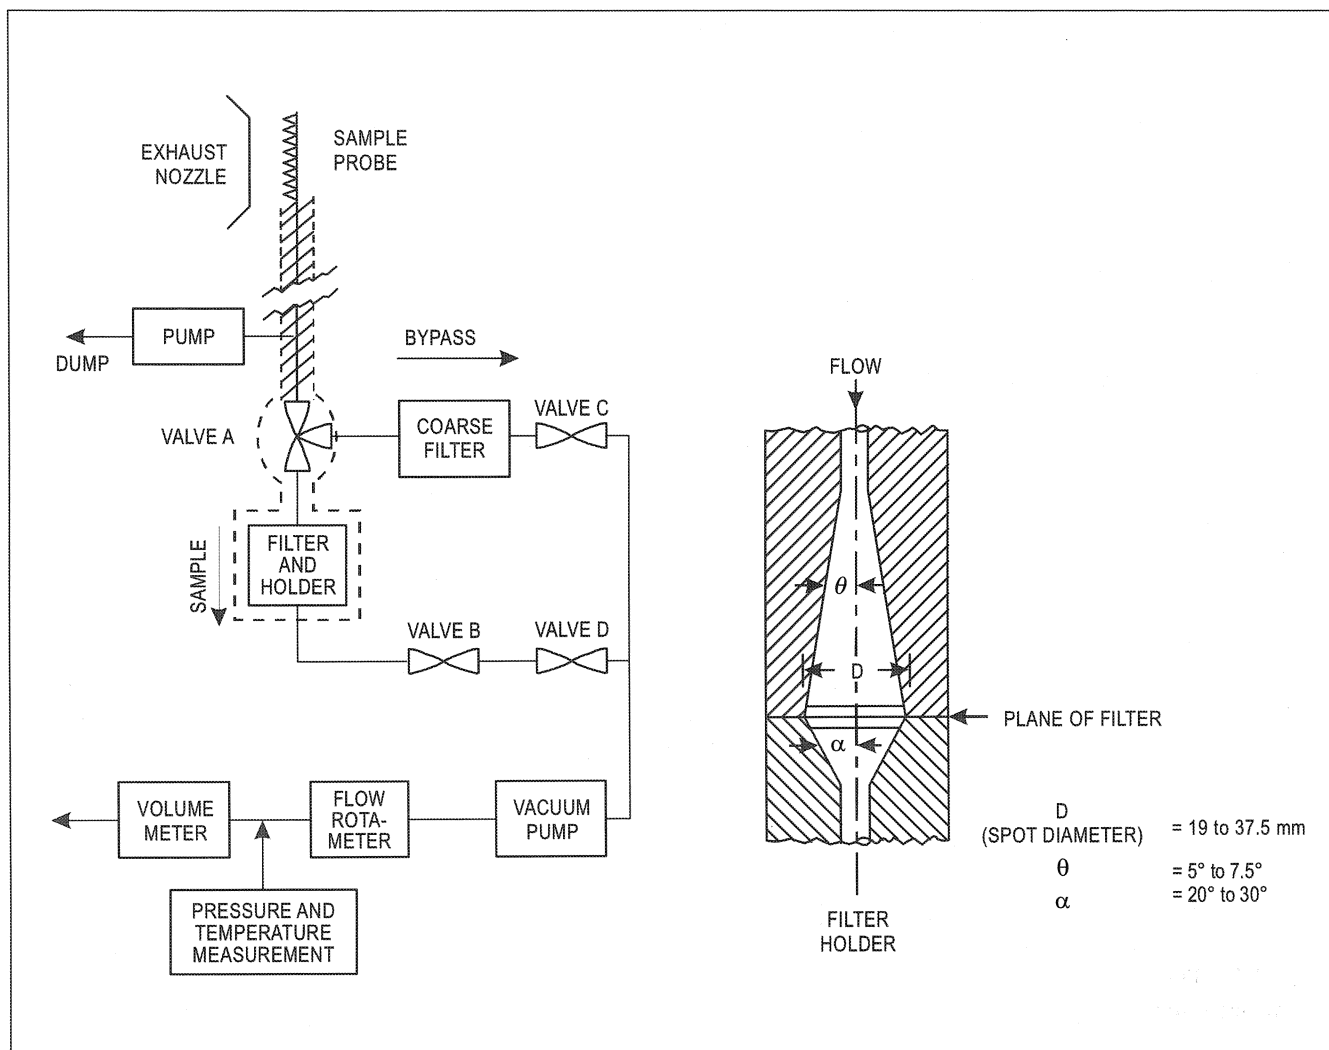 EXHAUST
NOZZLE
SAMPLE
PROBE
PUMP
DUMP
BYPASS
VALVE A
COARSE
FILTER
VALVE C
SAMPLE
FILTER
AND
HOLDER
VALVE B
VALVE D
VOLUME
METER
FLOW
ROTA-
METER
VACUUM
PUMP
PRESSURE AND
TEMPERATURE
MEASUREMENT
FLOW
θ
D
PLANE OF FILTER
α
FILTER
HOLDER
D
(SPOT DIAMETER) = 19 to 37.5 mm
θ = 5° to 7.5°
α = 20° to 30°